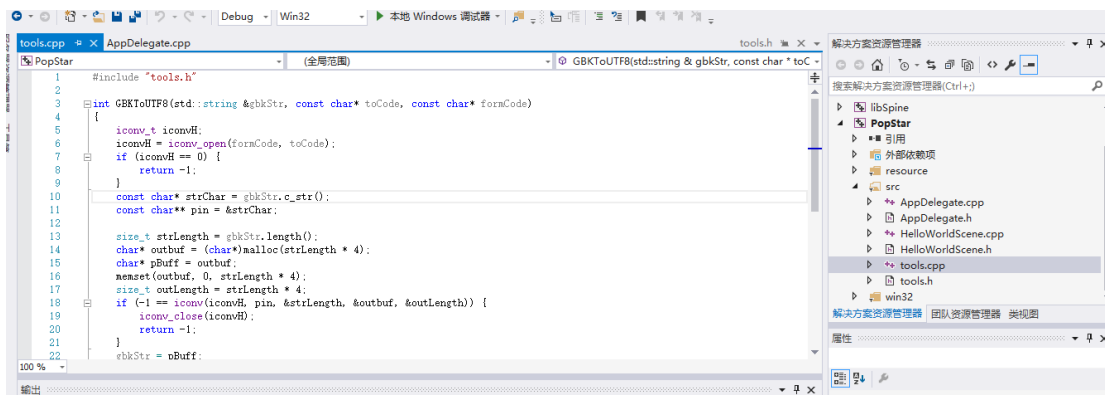 Debug Win32 本地 Windows 调试器
tools.cpp AppDelegate.cpp tools.h
PopStar (全局范围) GBKToUTF8(std::string & gbkStr, const char * toC
1 #include "tools.h"
2
3 int GBKToUTF8(std::string &gbkStr, const char* toCode, const char* formCode)
4 {
5 iconv_t iconvH;
6 iconvH = iconv_open(formCode, toCode);
7 if (iconvH == 0) {
8 return -1;
9 }
10 const char* strChar = gbkStr.c_str();
11 const char** pin = &strChar;
12
13 size_t strLength = gbkStr.length();
14 char* outbuf = (char*)malloc(strLength * 4);
15 char* pBuff = outbuf;
16 memset(outbuf, 0, strLength * 4);
17 size_t outLength = strLength * 4;
18 if (-1 == iconv(iconvH, pin, &strLength, &outbuf, &outLength)) {
19 iconv_close(iconvH);
20 return -1;
21 }
22 gbkStr = pBuff;
100 %
输出
解决方案资源管理器
搜索解决方案资源管理器(Ctrl+;)
libSpine
PopStar
引用
外部依赖项
resource
src
AppDelegate.cpp
AppDelegate.h
HelloWorldScene.cpp
HelloWorldScene.h
tools.cpp
tools.h
win32
解决方案资源管理器 团队资源管理器 类视图
属性